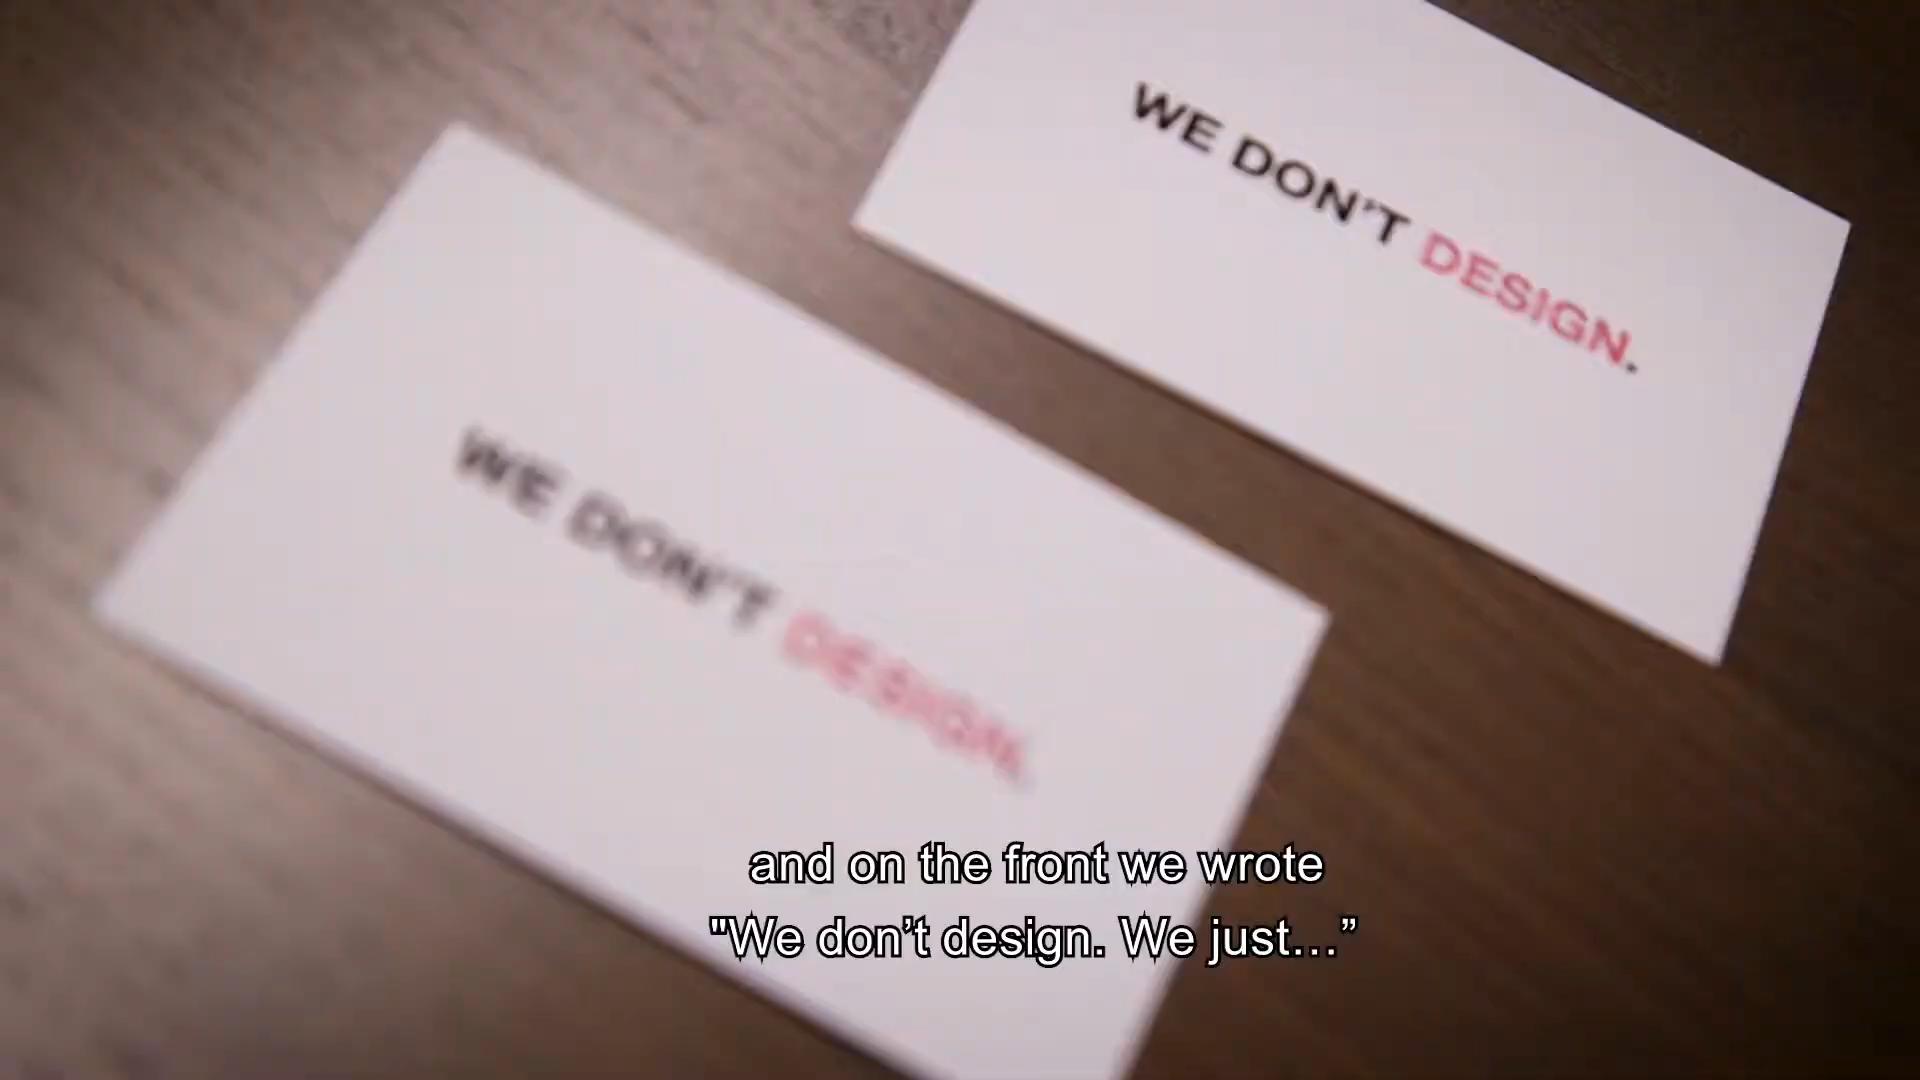 WE DON'T DESIGN.
WE DON'T DESIGN.
and on the front we wrote
"We don’t design. We just…”